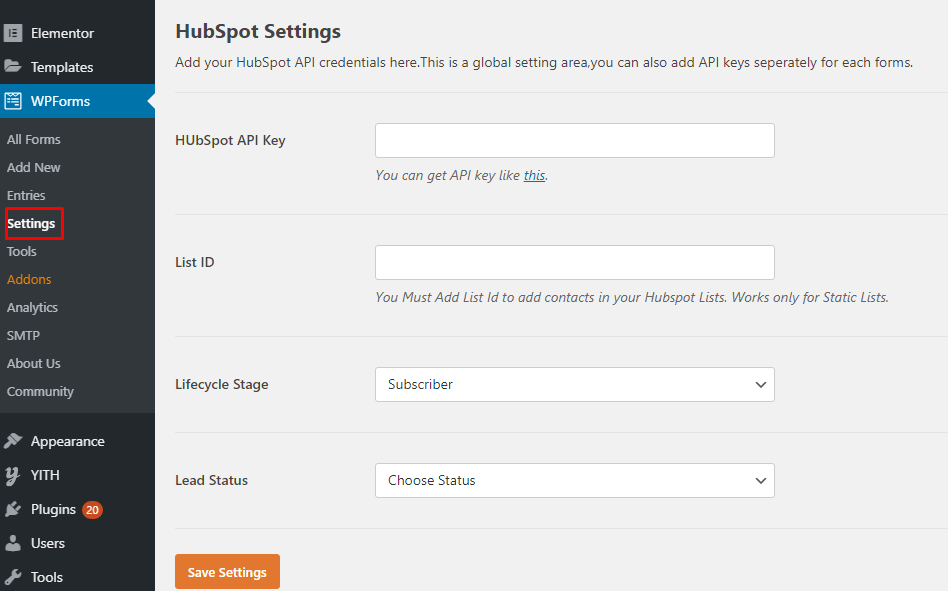 Elementor
Templates
WPForms
All Forms
Add New
Entries
Settings
Tools
Addons
Analytics
SMTP
About Us
Community
Appearance
YITH
Plugins 20
Users
Tools
HubSpot Settings
Add your HubSpot API credentials here.This is a global setting area,you can also add API keys seperately for each forms.
HUbSpot API Key
You can get API key like this.
List ID
You Must Add List Id to add contacts in your Hubspot Lists. Works only for Static Lists.
Lifecycle Stage
Subscriber
Lead Status
Choose Status
Save Settings